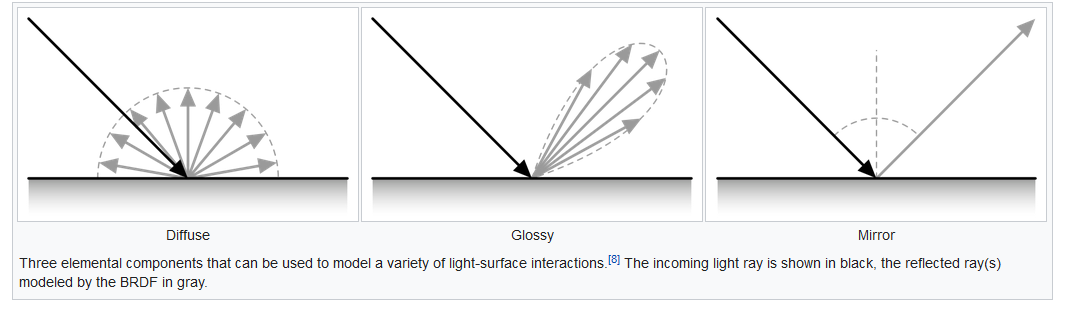 Diffuse
Glossy
Mirror
Three elemental components that can be used to model a variety of light-surface interactions.[8] The incoming light ray is shown in black, the reflected ray(s)
modeled by the BRDF in gray.